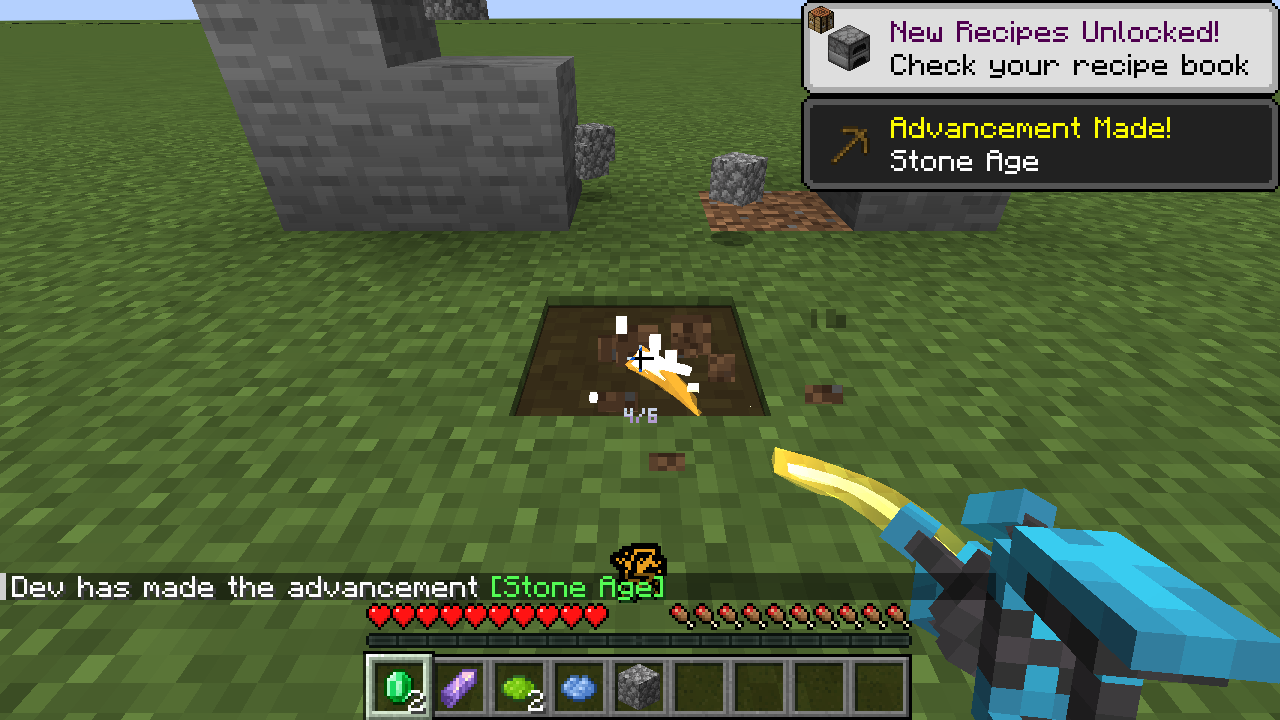 New Recipes Unlocked!
Check your recipe book
Advancement Made!
Stone Age
4/6
Dev has made the advancement [Stone Age]
2
2